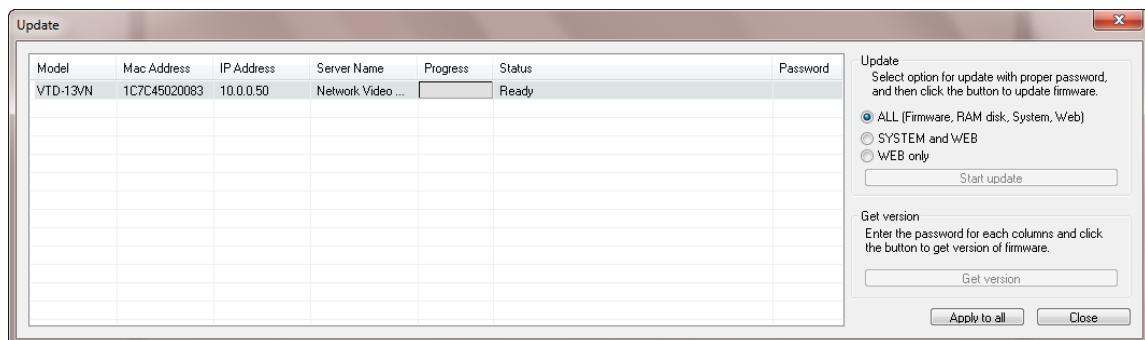 Update
Model Mac Address IP Address Server Name Progress Status Password
VTD-13VN 1C7C45020083 10.0.0.50 Network Video ... Ready
Update
Select option for update with proper password,
and then click the button to update firmware.
ALL (Firmware, RAM disk, System, Web)
SYSTEM and WEB
WEB only
Start update
Get version
Enter the password for each columns and click
the button to get version of firmware.
Get version
Apply to all Close